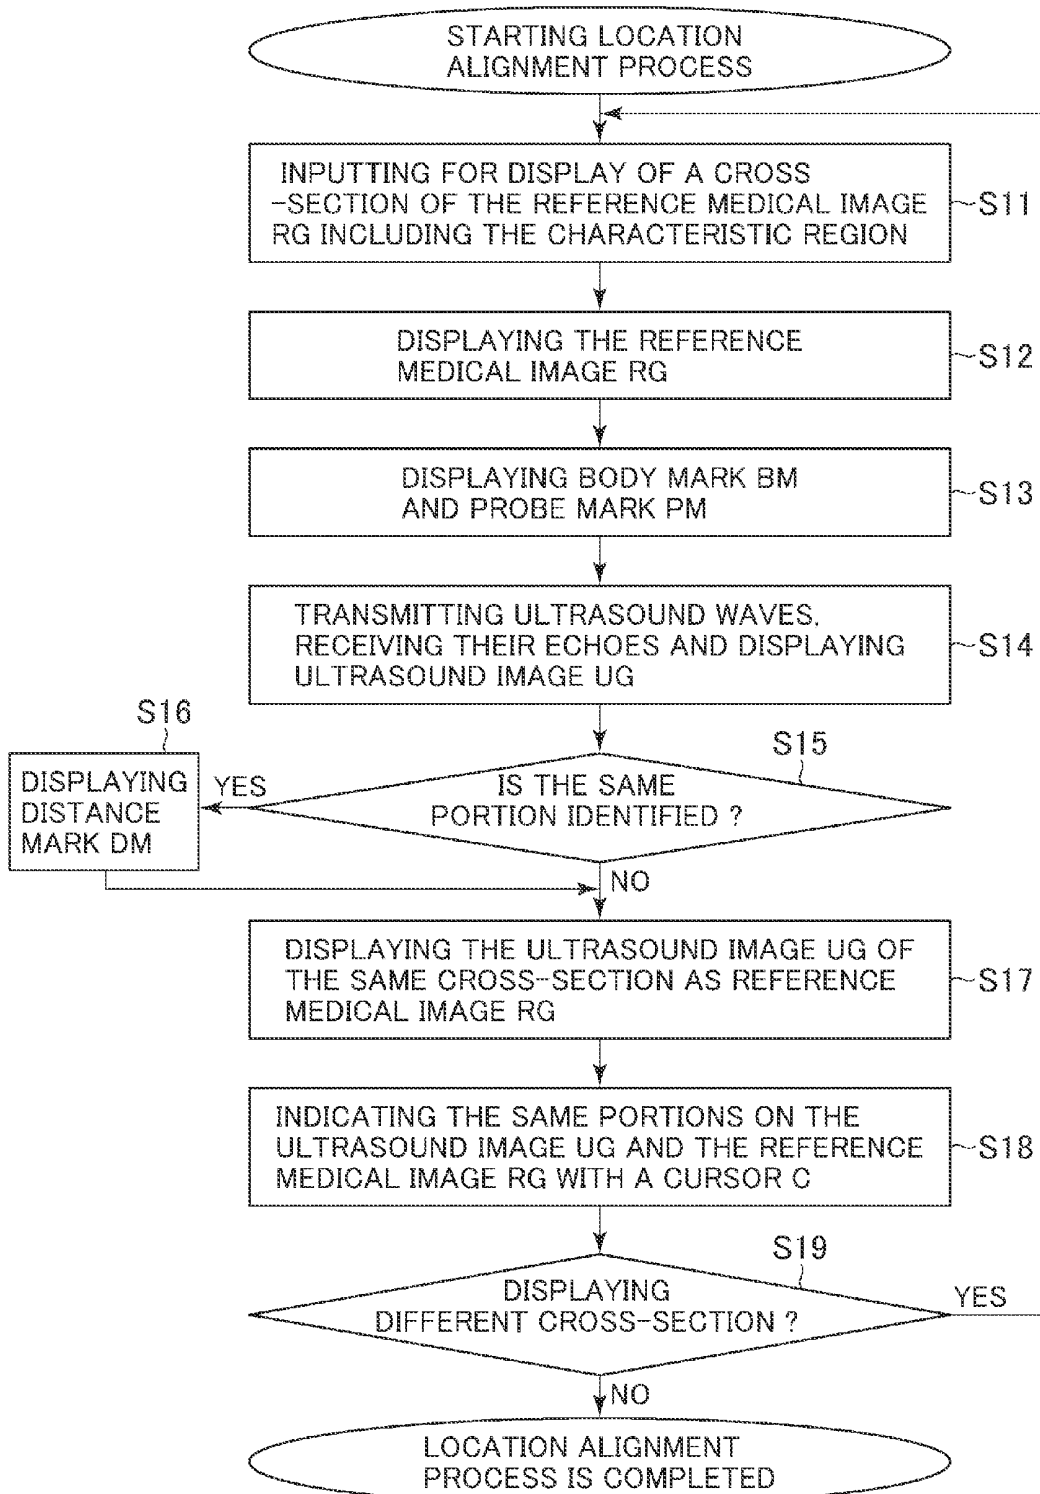 STARTING LOCATION
ALIGNMENT PROCESS
INPUTTING FOR DISPLAY OF A CROSS
-SECTION OF THE REFERENCE MEDICAL IMAGE
RG INCLUDING THE CHARACTERISTIC REGION
S11
DISPLAYING THE REFERENCE
MEDICAL IMAGE RG
S12
DISPLAYING BODY MARK BM
AND PROBE MARK PM
S13
TRANSMITTING ULTRASOUND WAVES,
RECEIVING THEIR ECHOES AND DISPLAYING
ULTRASOUND IMAGE UG
S14
S15
IS THE SAME
PORTION IDENTIFIED ?
YES
S16
DISPLAYING
DISTANCE
MARK DM
NO
DISPLAYING THE ULTRASOUND IMAGE UG OF
THE SAME CROSS-SECTION AS REFERENCE
MEDICAL IMAGE RG
S17
INDICATING THE SAME PORTIONS ON THE
ULTRASOUND IMAGE UG AND THE REFERENCE
MEDICAL IMAGE RG WITH A CURSOR C
S18
S19
DISPLAYING
DIFFERENT CROSS-SECTION ?
YES
NO
LOCATION ALIGNMENT
PROCESS IS COMPLETED